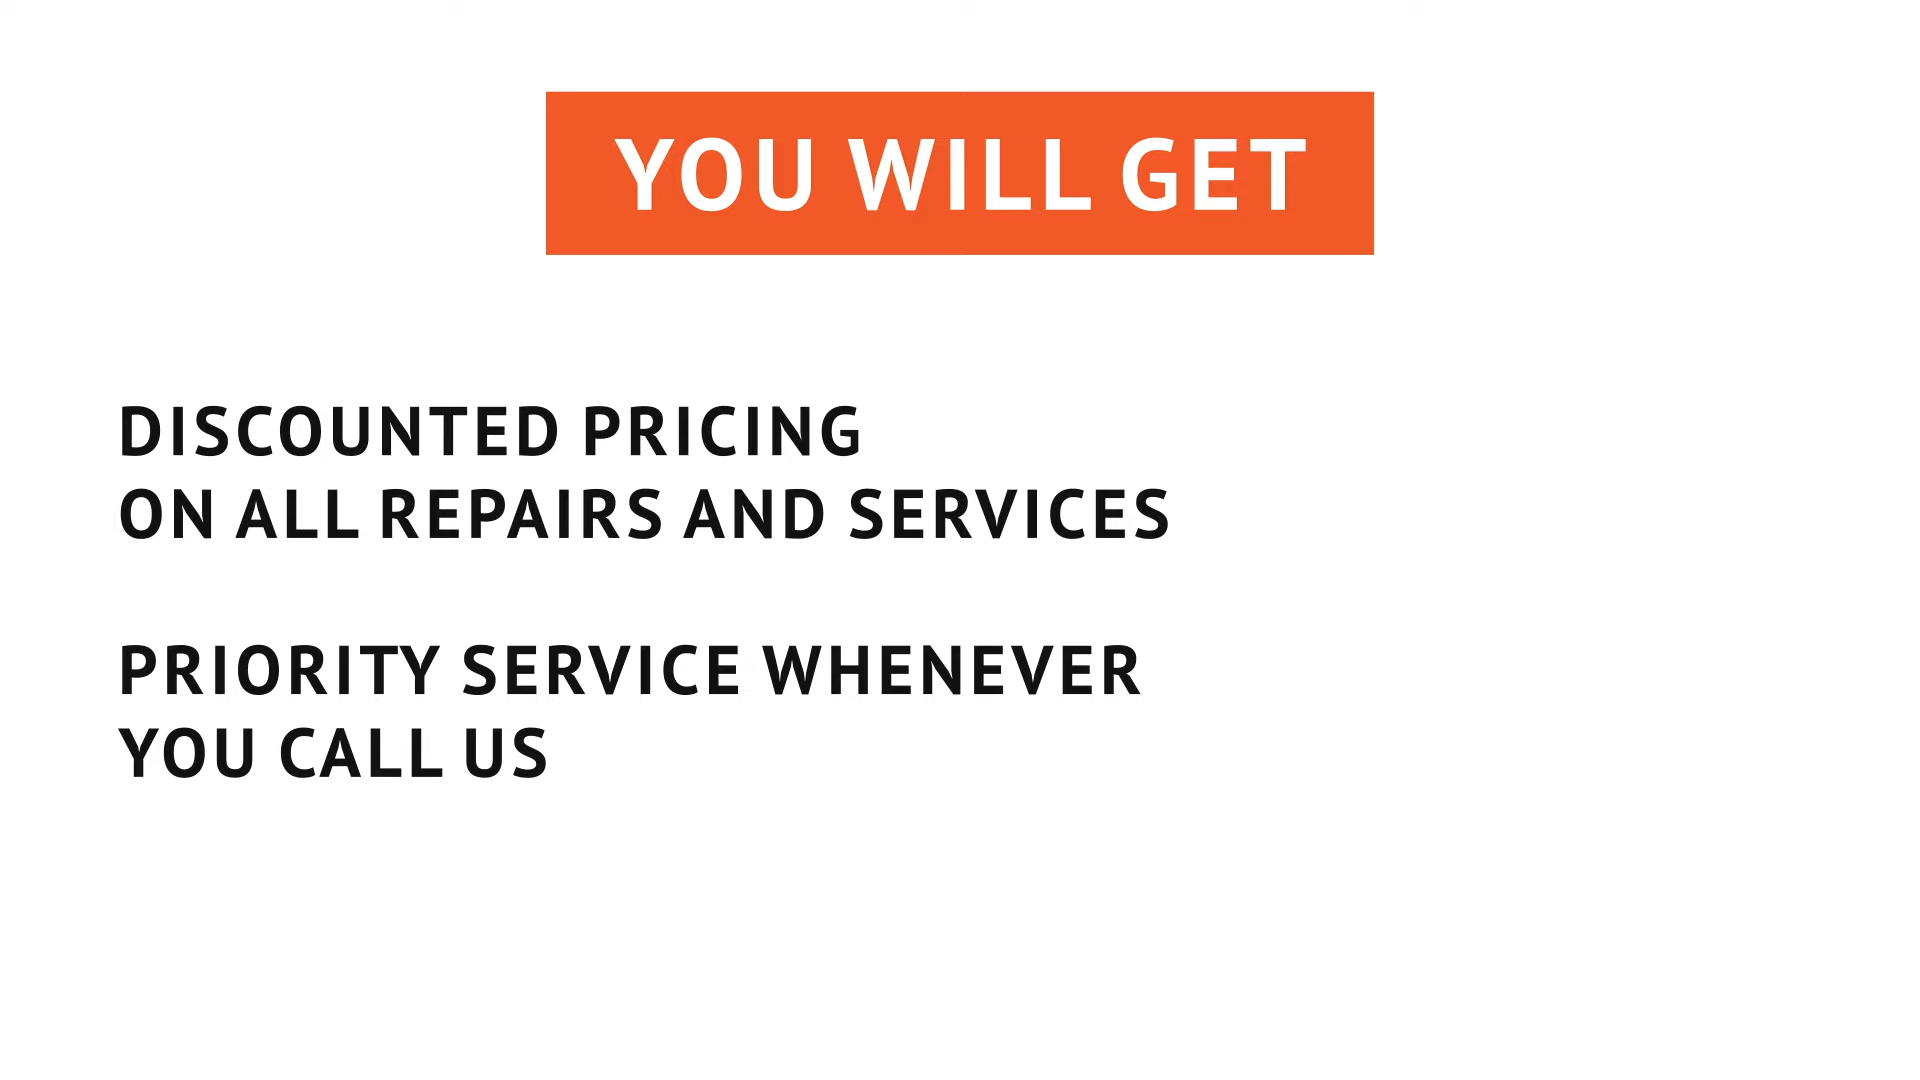 YOU WILL GET
DISCOUNTED PRICING
ON ALL REPAIRS AND SERVICES
PRIORITY SERVICE WHENEVER
YOU CALL US